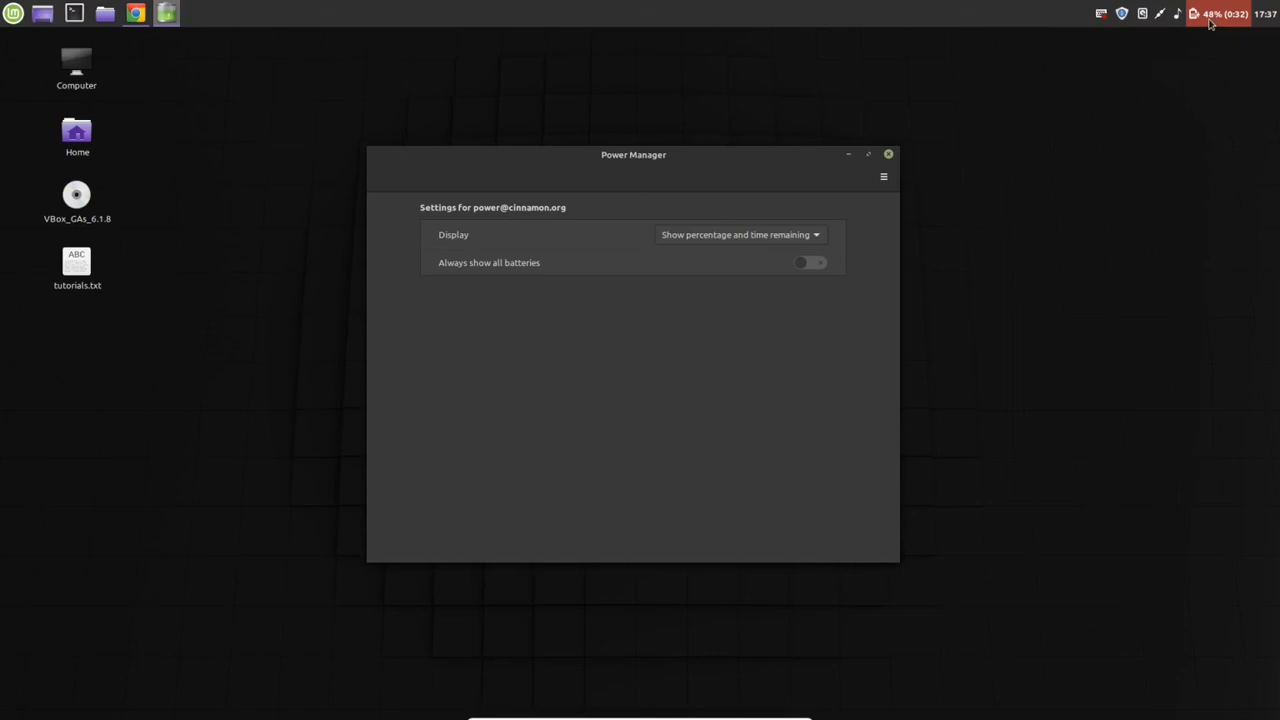 48% (0:32) 17:37
Computer
Home
VBox_GAs_6.1.8
ABC
tutorials.txt
Power Manager
Settings for power@cinnamon.org
Display Show percentage and time remaining
Always show all batteries